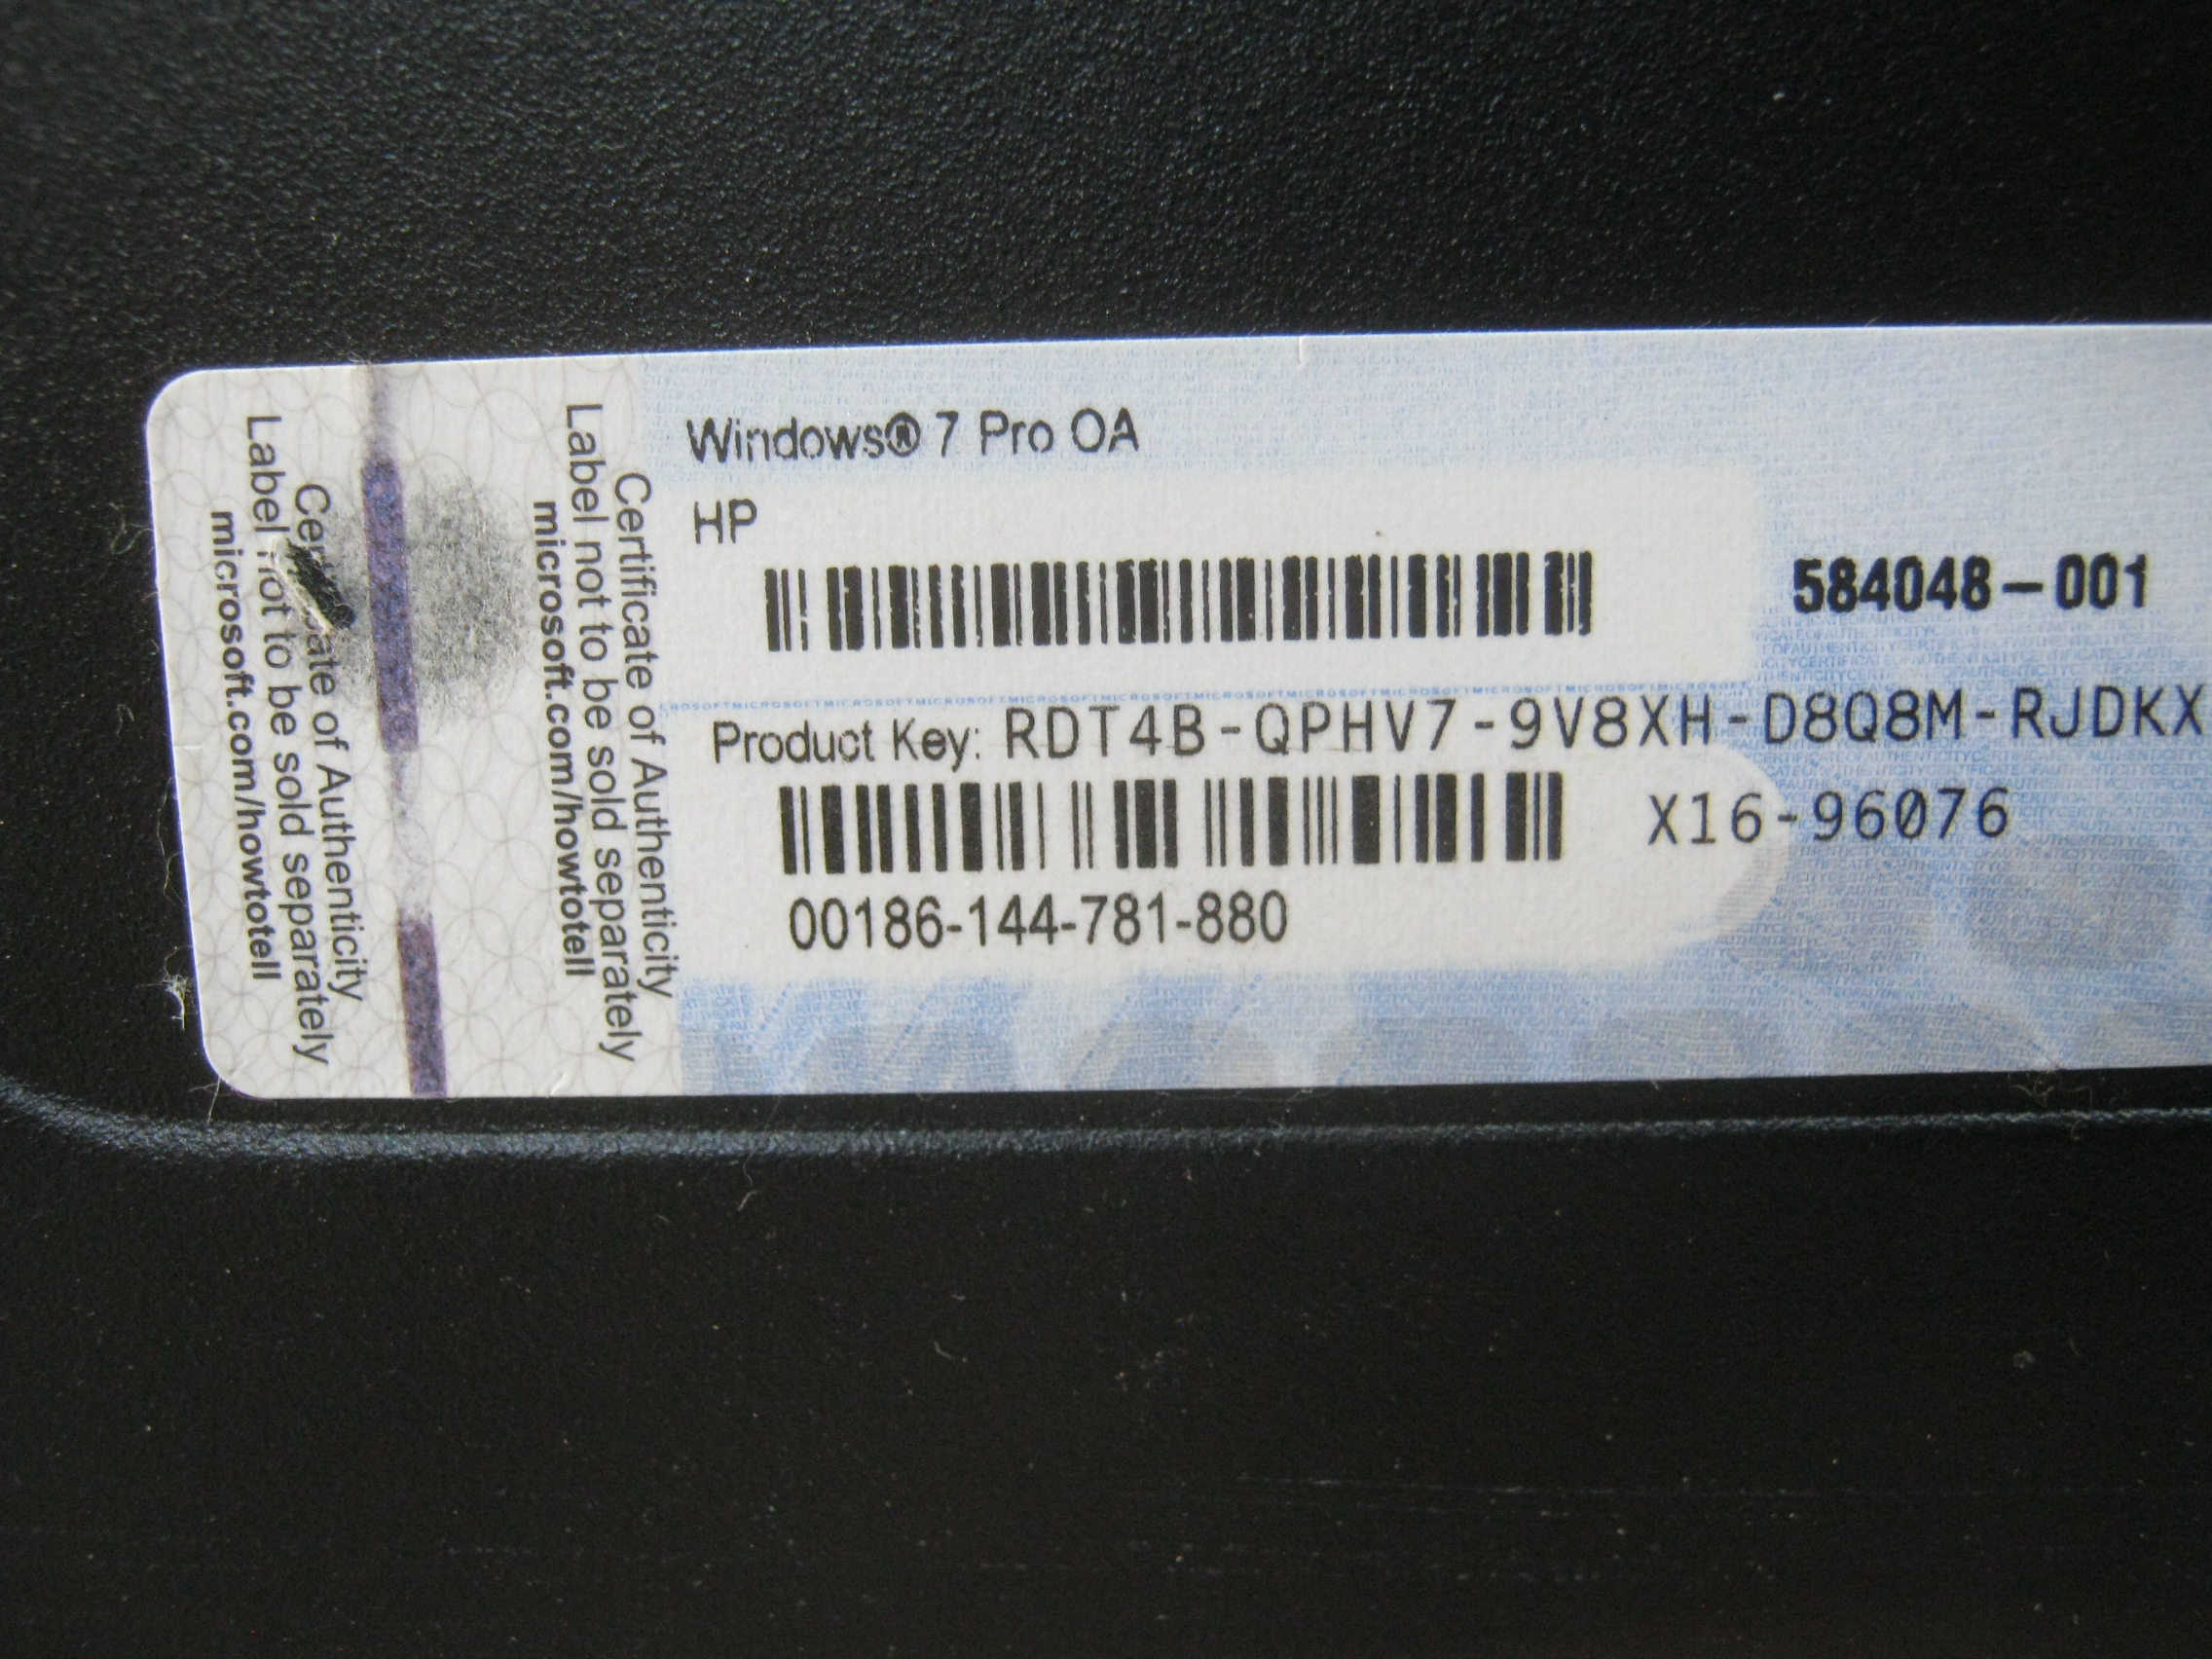 Certificate of Authenticity
Label not to be sold separately
microsoft.com/howtotell
Certificate of Authenticity
Label not to be sold separately
microsoft.com/howtotell
Windows® 7 Pro OA
HP
584048-001
Product Key: RDT4B-QPHV7-9V8XH-D8Q8M-RJDKX
X16-96076
00186-144-781-880